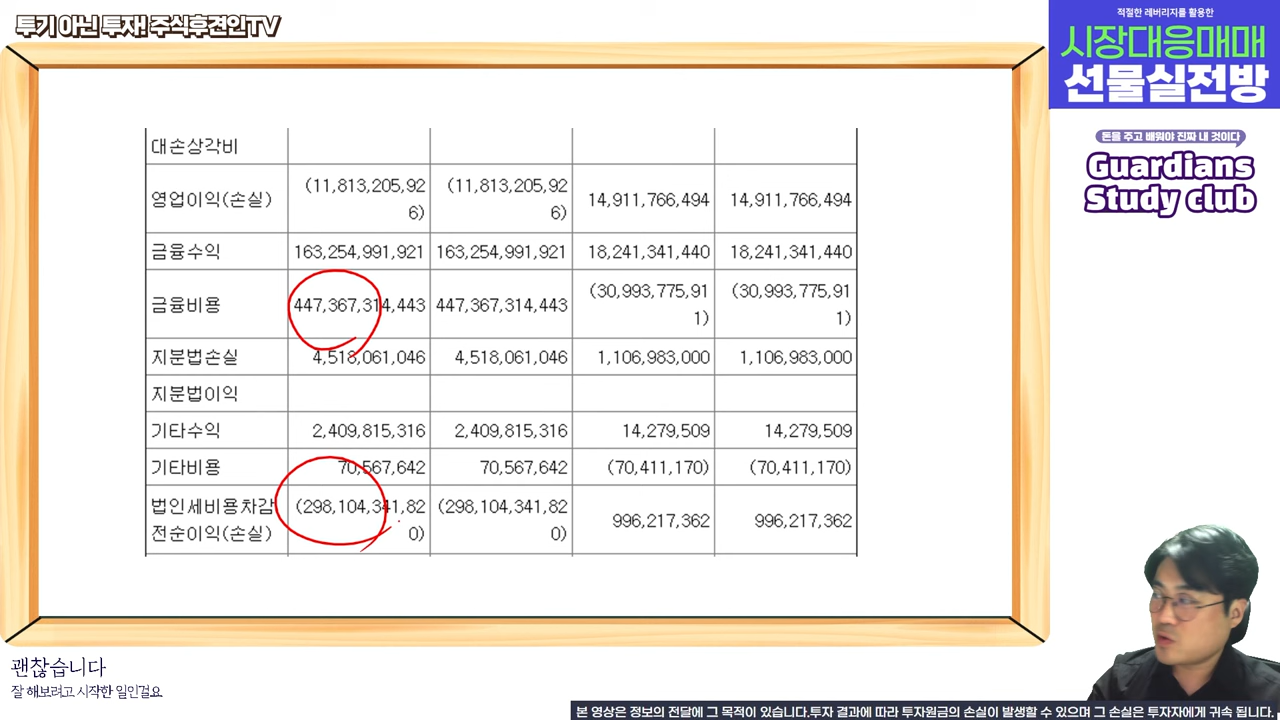 투기 아닌 투자! 주식후견인TV
적절한 레버리지를 활용한
시장대응매매
선물실전방
돈을 주고 배워야 진짜 내 것이다
Guardians
Study club
대손상각비
영업이익(손실) (11,813,205,926) (11,813,205,926) 14,911,766,494 14,911,766,494
금융수익 163,254,991,921 163,254,991,921 18,241,341,440 18,241,341,440
금융비용 447,367,314,443 447,367,314,443 (30,993,775,911) (30,993,775,911)
지분법손실 4,518,061,046 4,518,061,046 1,106,983,000 1,106,983,000
지분법이익
기타수익 2,409,815,316 2,409,815,316 14,279,509 14,279,509
기타비용 70,567,642 70,567,642 (70,411,170) (70,411,170)
법인세비용차감전순이익(손실) (298,104,341,820) (298,104,341,820) 996,217,362 996,217,362
괜찮습니다
잘 해보려고 시작한 일인걸요
본 영상은 정보의 전달에 그 목적이 있습니다.투자 결과에 따라 투자원금의 손실이 발생할 수 있으며 그 손실은 투자자에게 귀속 됩니다.